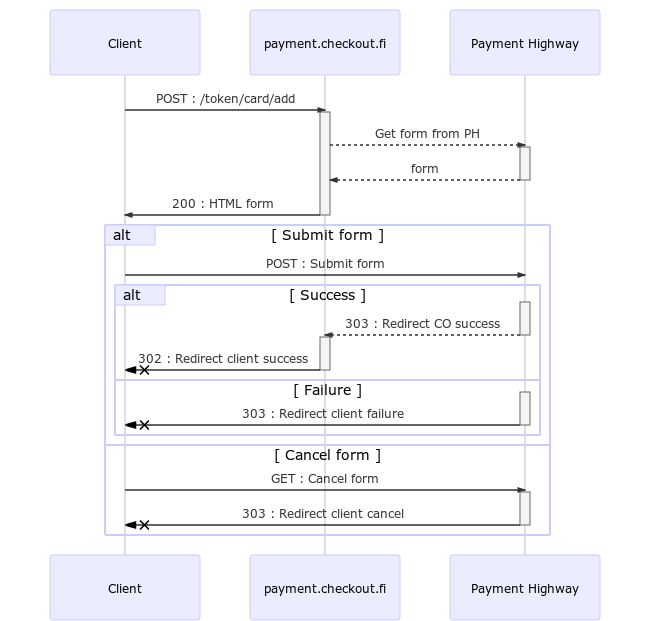 Client
payment.checkout.fi
Payment Highway
POST : /token/card/add
Get form from PH
form
200 : HTML form
alt
[ Submit form ]
POST : Submit form
alt
[ Success ]
303 : Redirect CO success
302 : Redirect client success
[ Failure ]
303 : Redirect client failure
[ Cancel form ]
GET : Cancel form
303 : Redirect client cancel
Client
payment.checkout.fi
Payment Highway